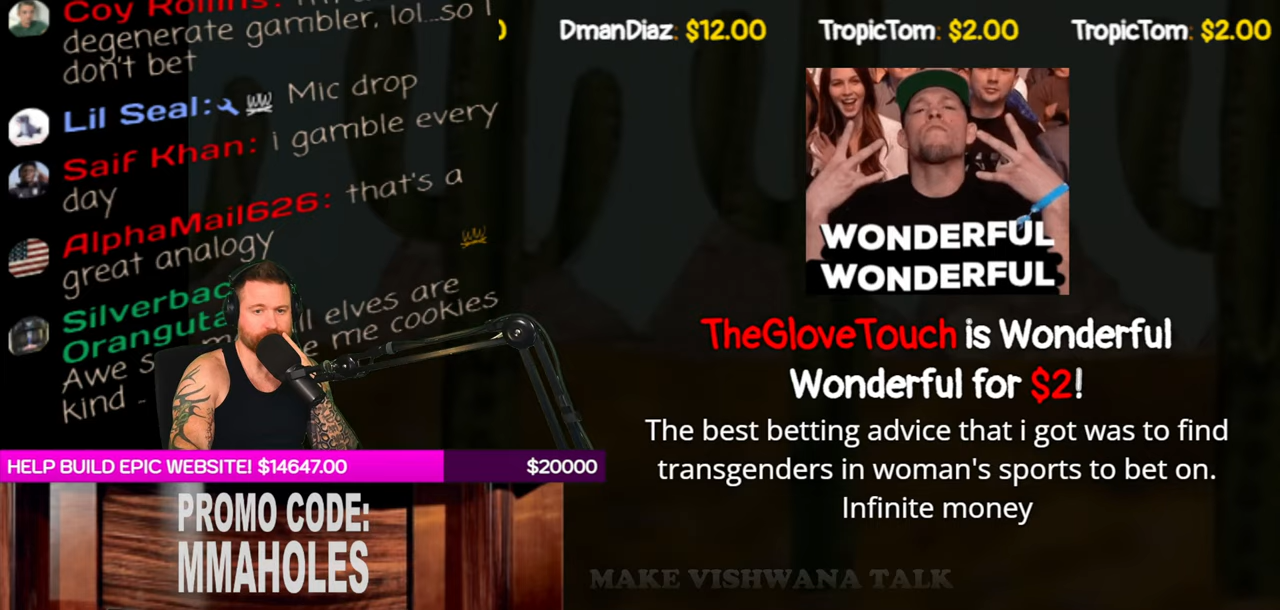 Coy Rollins:
degenerate gambler, lol...so I
don't bet
Lil Seal: Mic drop
Saif Khan: i gamble every
day
AlphaMail626: that's a
great analogy
Silverbac
Oranguta elves are
Awe me cookies
kind -
DmanDiaz: $12.00
TropicTom: $2.00
TropicTom: $2.00
WONDERFUL
WONDERFUL
TheGloveTouch is Wonderful
Wonderful for $2!
The best betting advice that i got was to find
transgenders in woman's sports to bet on.
Infinite money
HELP BUILD EPIC WEBSITE! $14647.00 $20000
PROMO CODE:
MMAHOLES
MAKE VISHWANA TALK